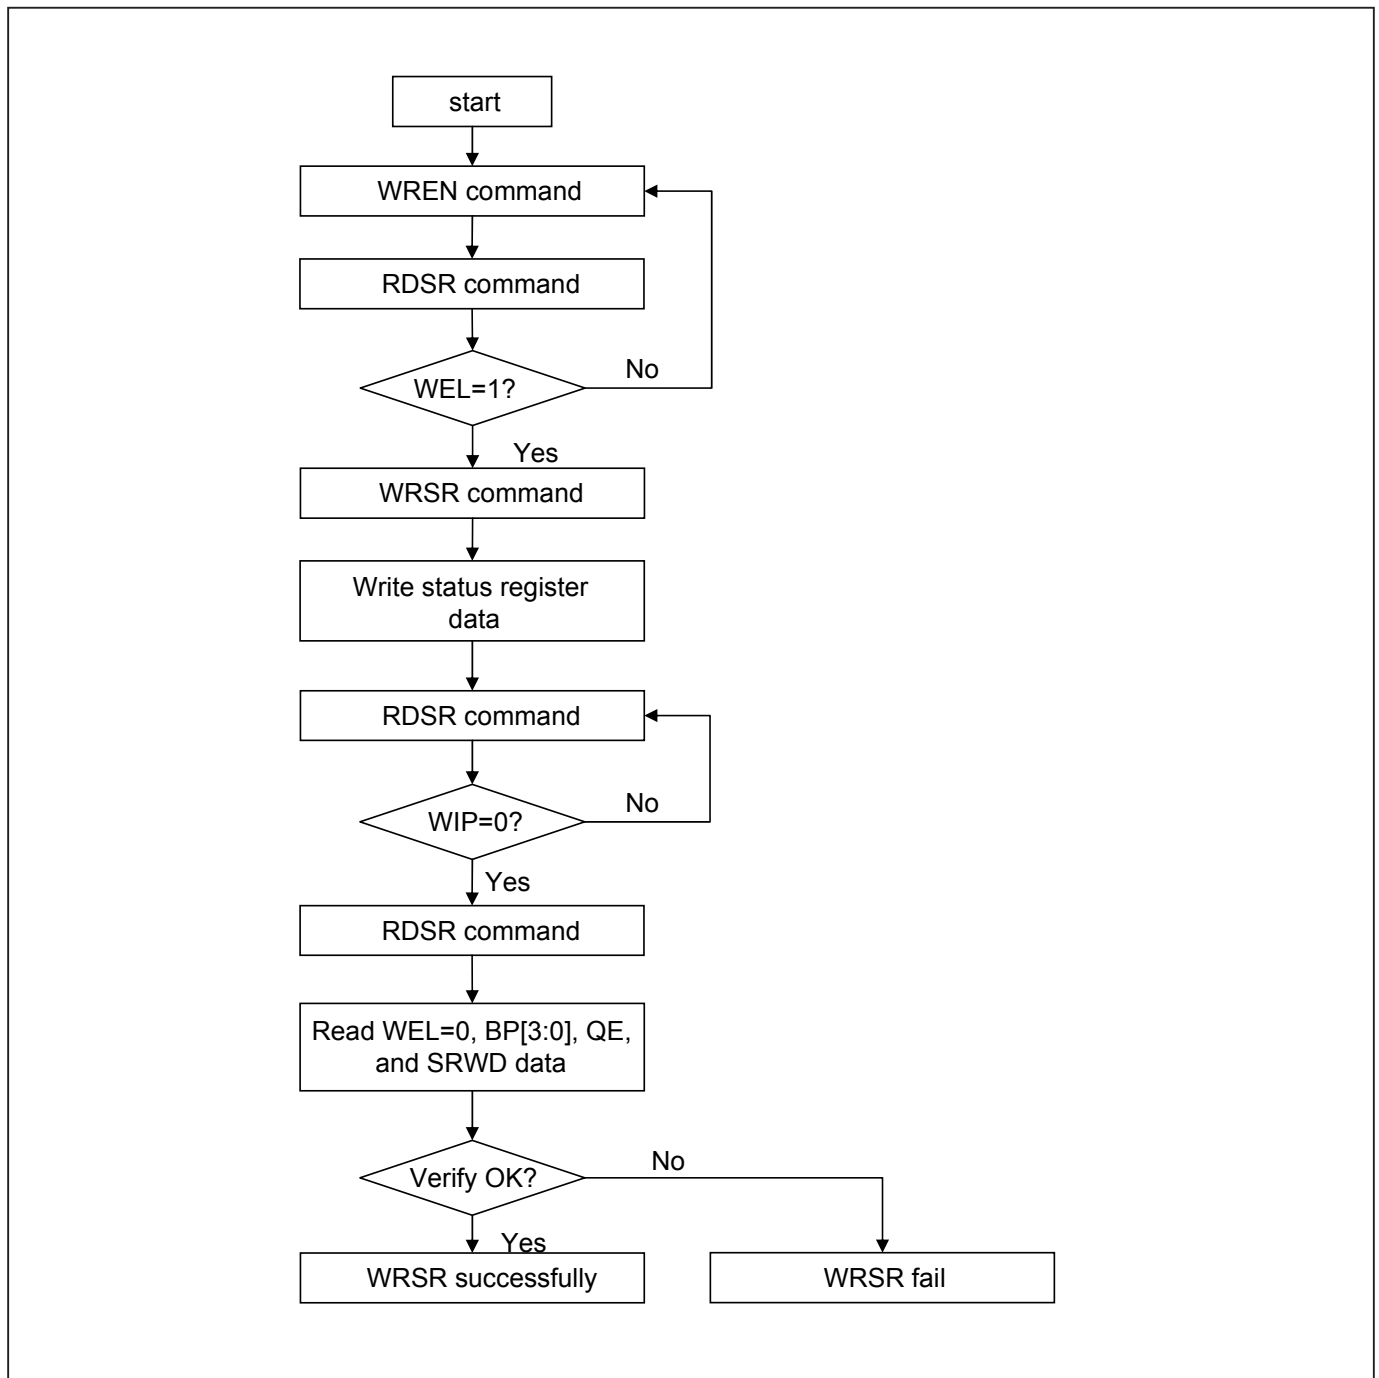 start
WREN command
RDSR command
WEL=1?
No
Yes
WRSR command
Write status register
data
RDSR command
WIP=0?
No
Yes
RDSR command
Read WEL=0, BP[3:0], QE,
and SRWD data
Verify OK?
No
Yes
WRSR successfully
WRSR fail